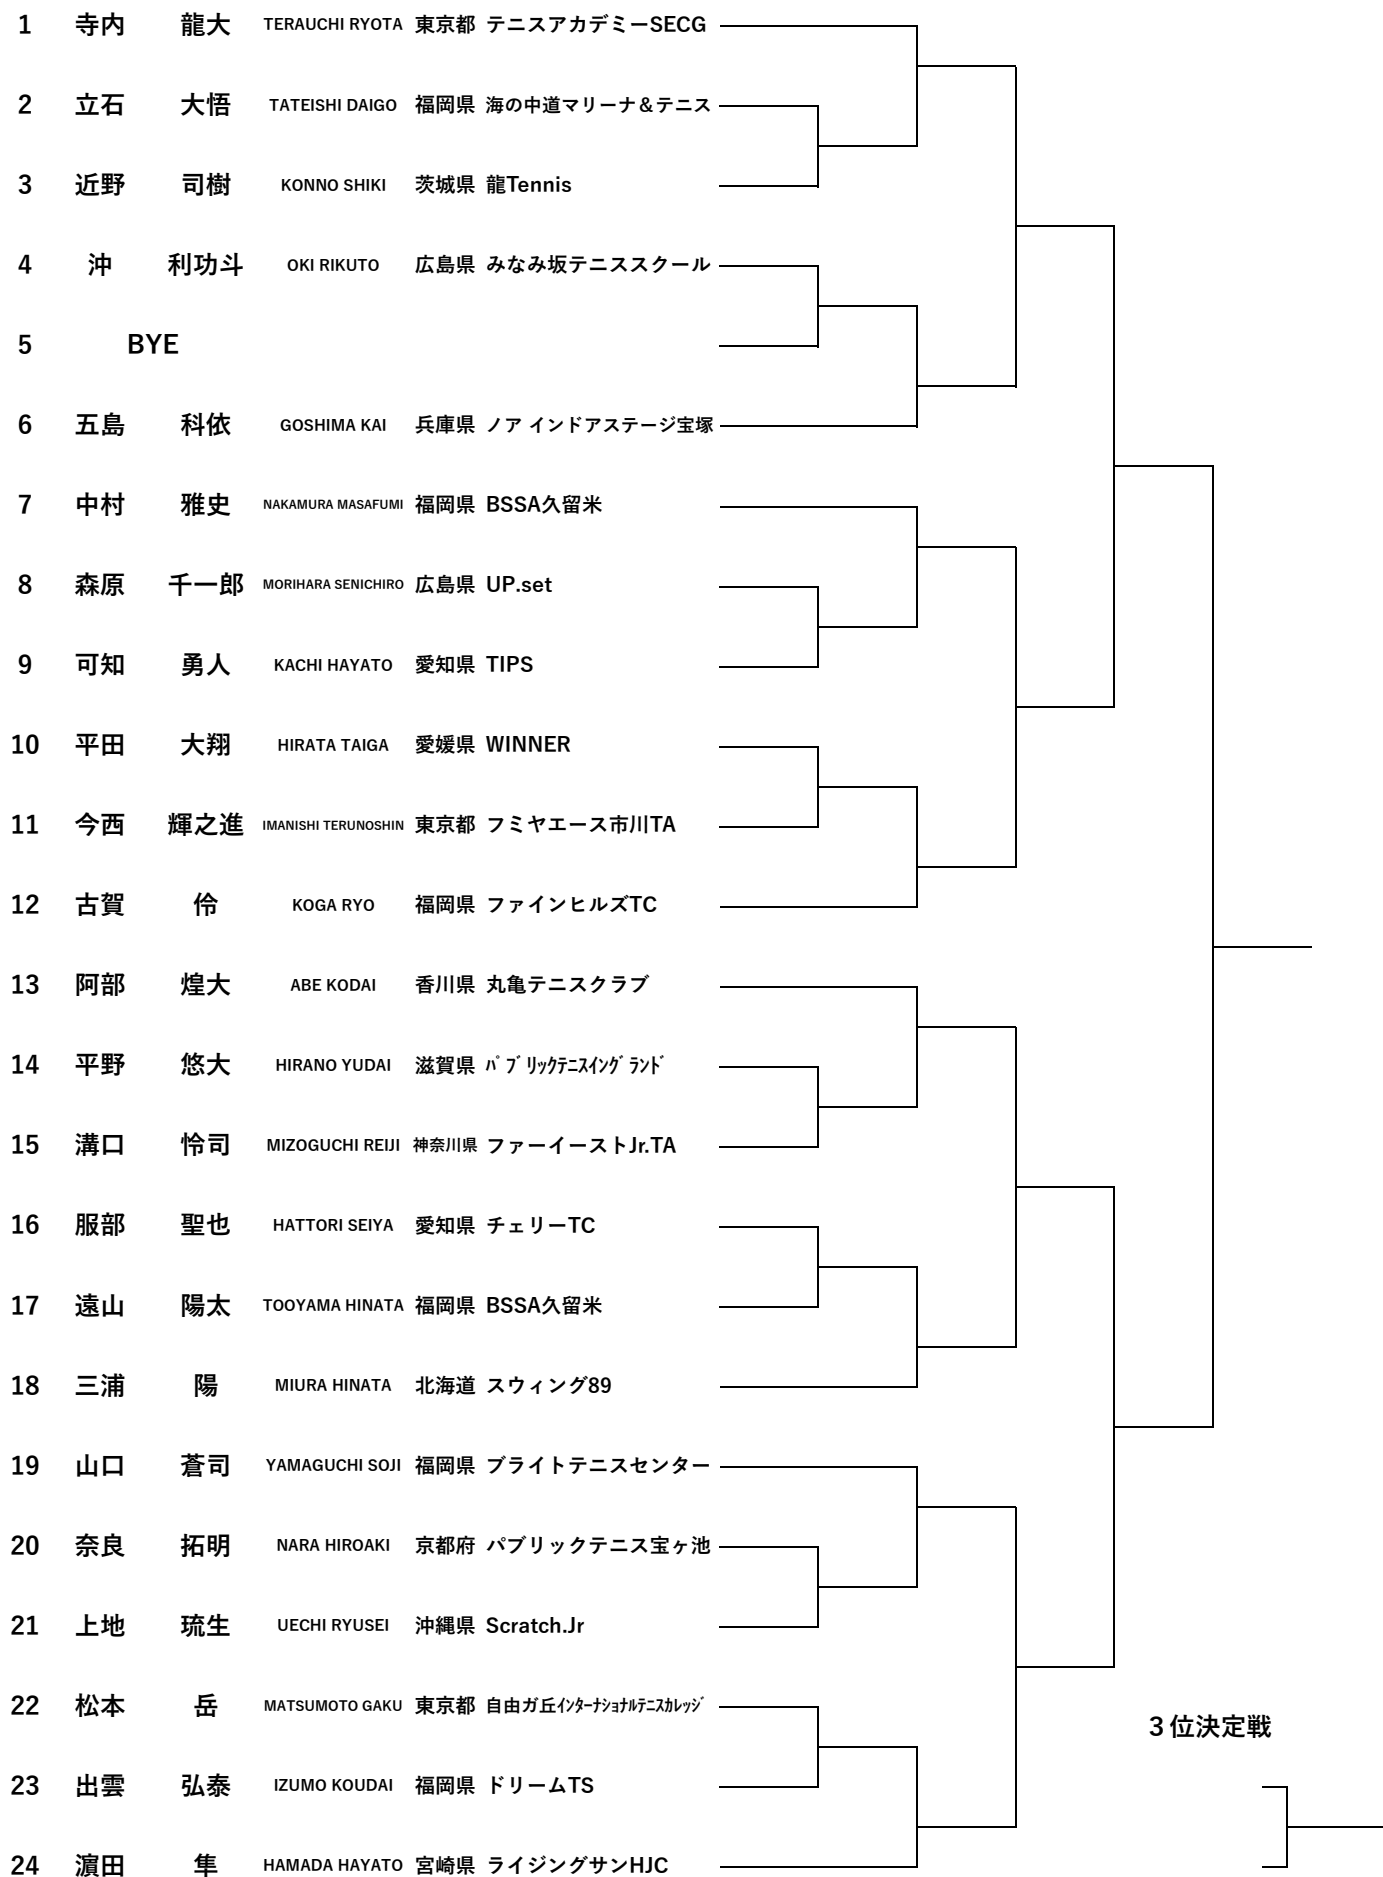 1 寺内 龍大 TERAUCHI RYOTA 東京都 テニスアカデミーSECG
2 立石 大悟 TATEISHI DAIGO 福岡県 海の中道マリーナ＆テニス
3 近野 司樹 KONNO SHIKI 茨城県 龍Tennis
4 沖 利功斗 OKI RIKUTO 広島県 みなみ坂テニススクール
5 BYE
6 五島 科依 GOSHIMA KAI 兵庫県 ノア インドアステージ宝塚
7 中村 雅史 NAKAMURA MASAFUMI 福岡県 BSSA久留米
8 森原 千一郎 MORIHARA SENICHIRO 広島県 UP.set
9 可知 勇人 KACHI HAYATO 愛知県 TIPS
10 平田 大翔 HIRATA TAIGA 愛媛県 WINNER
11 今西 輝之進 IMANISHI TERUNOSHIN 東京都 フミヤエース市川TA
12 古賀 伶 KOGA RYO 福岡県 ファインヒルズTC
13 阿部 煌大 ABE KODAI 香川県 丸亀テニスクラブ
14 平野 悠大 HIRANO YUDAI 滋賀県 ﾊﾟﾌﾞﾘｯｸﾃﾆｽｲﾝｸﾞﾗﾝﾄﾞ
15 溝口 怜司 MIZOGUCHI REIJI 神奈川県 ファーイーストJr.TA
16 服部 聖也 HATTORI SEIYA 愛知県 チェリーTC
17 遠山 陽太 TOOYAMA HINATA 福岡県 BSSA久留米
18 三浦 陽 MIURA HINATA 北海道 スウィング89
19 山口 蒼司 YAMAGUCHI SOJI 福岡県 ブライトテニスセンター
20 奈良 拓明 NARA HIROAKI 京都府 パブリックテニス宝ヶ池
21 上地 琉生 UECHI RYUSEI 沖縄県 Scratch.Jr
22 松本 岳 MATSUMOTO GAKU 東京都 自由ガ丘ｲﾝﾀｰﾅｼｮﾅﾙﾃﾆｽｶﾚｯｼﾞ
３位決定戦
23 出雲 弘泰 IZUMO KOUDAI 福岡県 ドリームTS
24 濵田 隼 HAMADA HAYATO 宮崎県 ライジングサンHJC